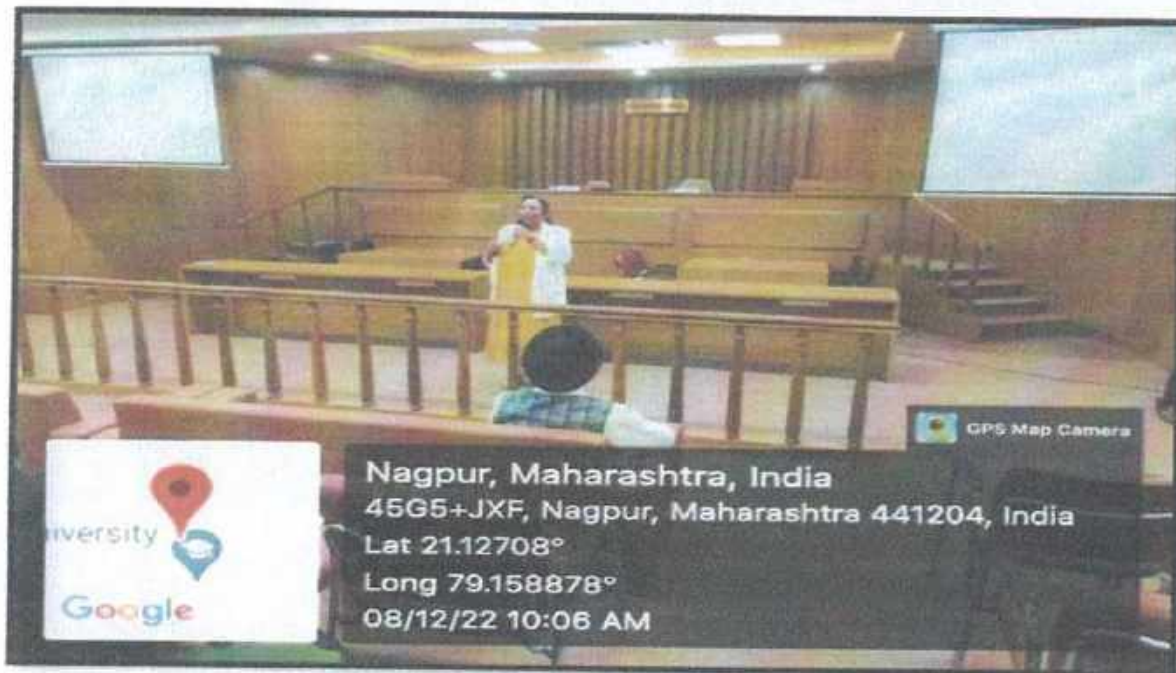 GPS Map Camera
Nagpur, Maharashtra, India
45G5+JXF, Nagpur, Maharashtra 441204, India
Lat 21.12708°
Long 79.158878°
08/12/22 10:06 AM
iversity
Google